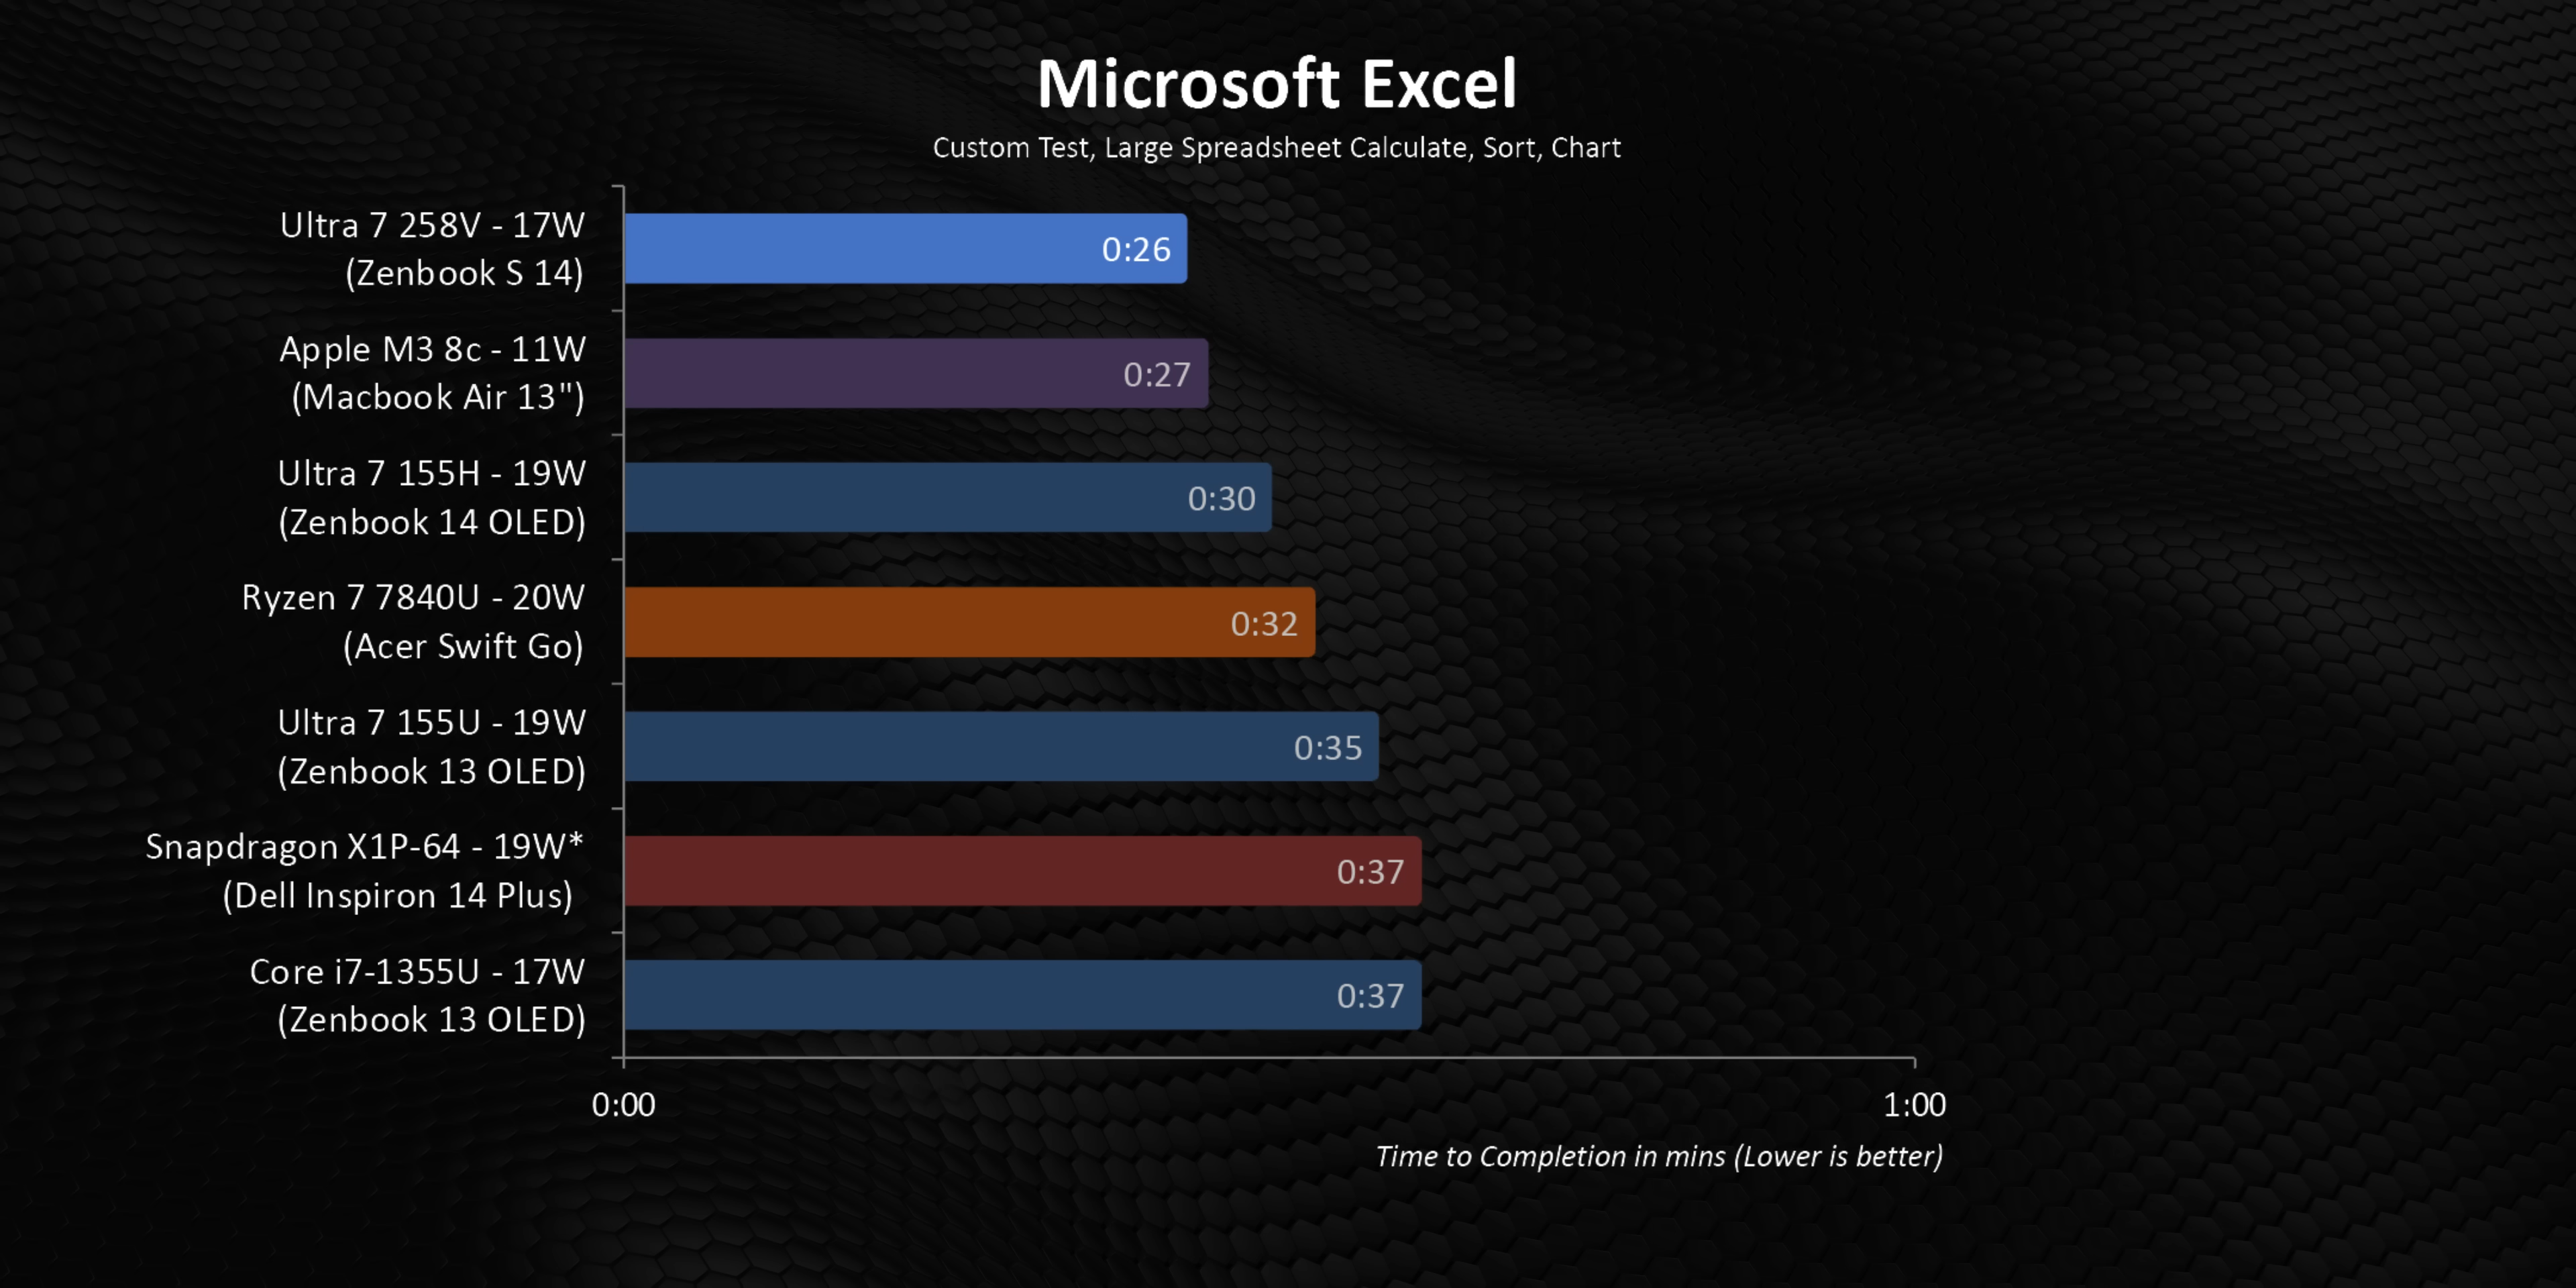 Microsoft Excel
Custom Test, Large Spreadsheet Calculate, Sort, Chart
Ultra 7 258V - 17W
(Zenbook S 14)
0:26
Apple M3 8c - 11W
(Macbook Air 13")
0:27
Ultra 7 155H - 19W
(Zenbook 14 OLED)
0:30
Ryzen 7 7840U - 20W
(Acer Swift Go)
0:32
Ultra 7 155U - 19W
(Zenbook 13 OLED)
0:35
Snapdragon X1P-64 - 19W*
(Dell Inspiron 14 Plus)
0:37
Core i7-1355U - 17W
(Zenbook 13 OLED)
0:37
0:00
1:00
Time to Completion in mins (Lower is better)